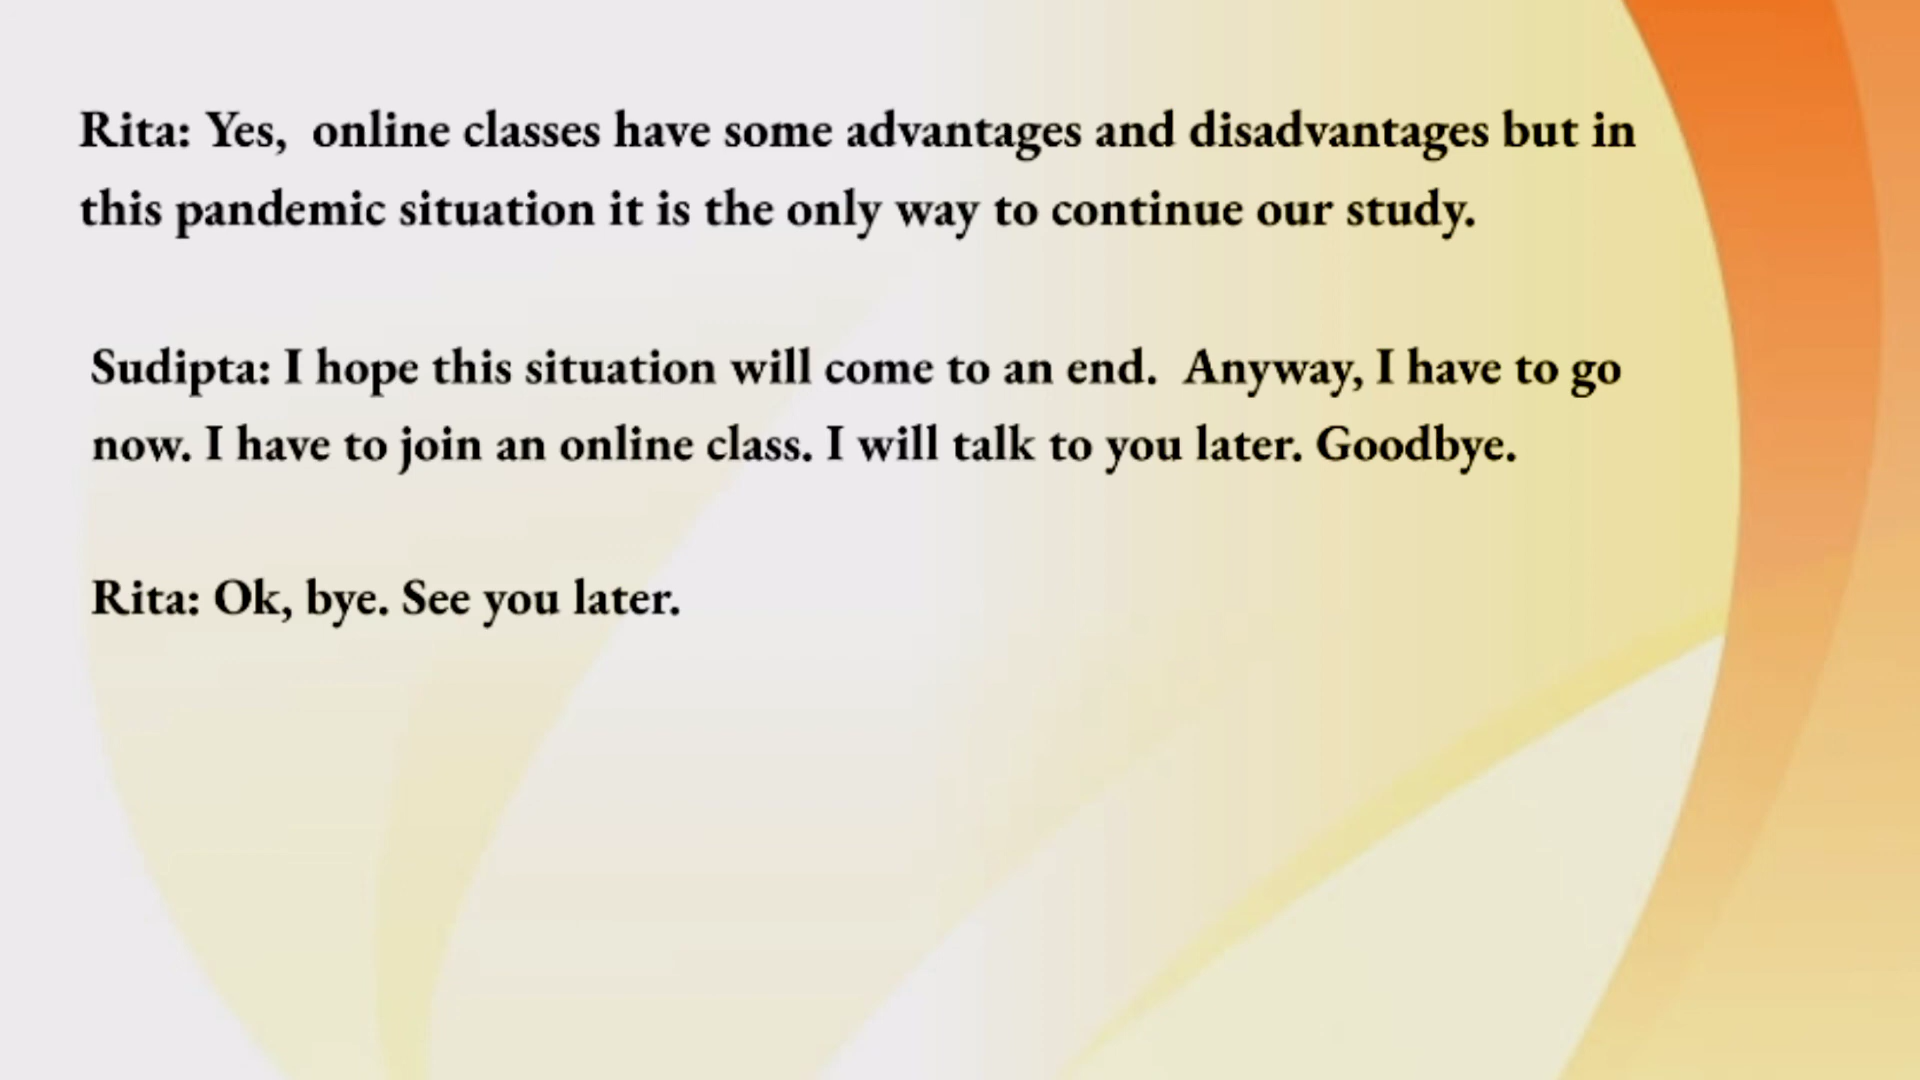 Rita: Yes,  online classes have some advantages and disadvantages but in
this pandemic situation it is the only way to continue our study.
Sudipta: I hope this situation will come to an end.  Anyway, I have to go
now. I have to join an online class. I will talk to you later. Goodbye.
Rita: Ok, bye. See you later.